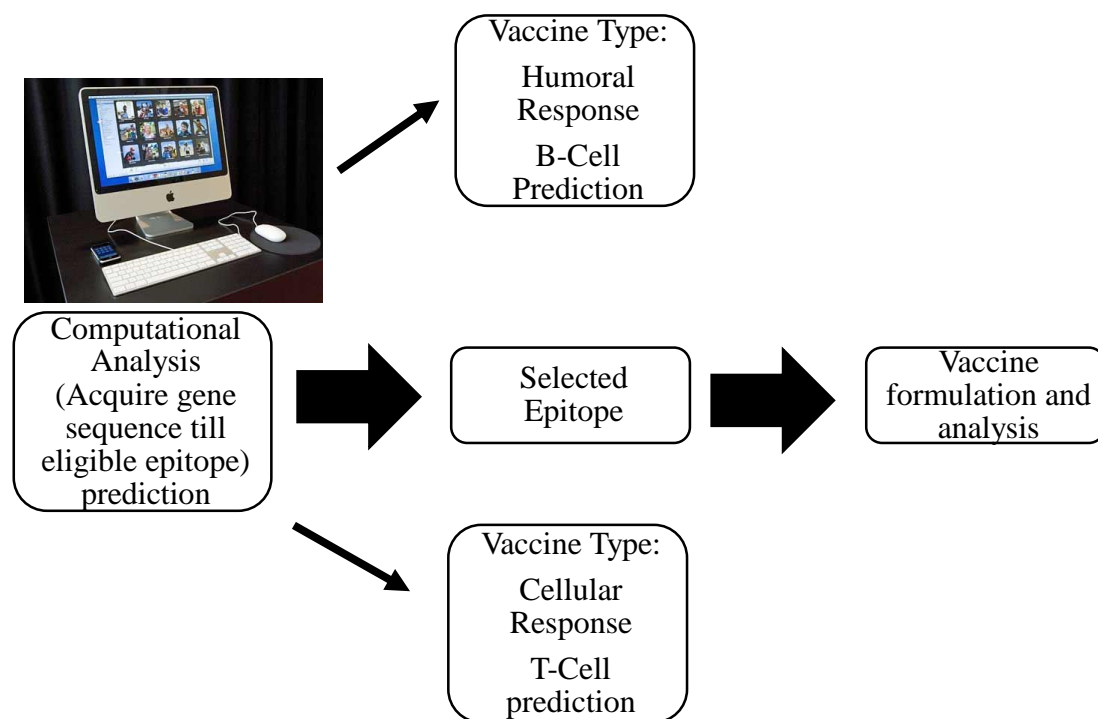 Vaccine Type:
Humoral
Response
B-Cell
Prediction
Computational
Analysis
(Acquire gene
sequence till
eligible epitope)
prediction
Selected
Epitope
Vaccine
formulation and
analysis
Vaccine Type:
Cellular
Response
T-Cell
prediction